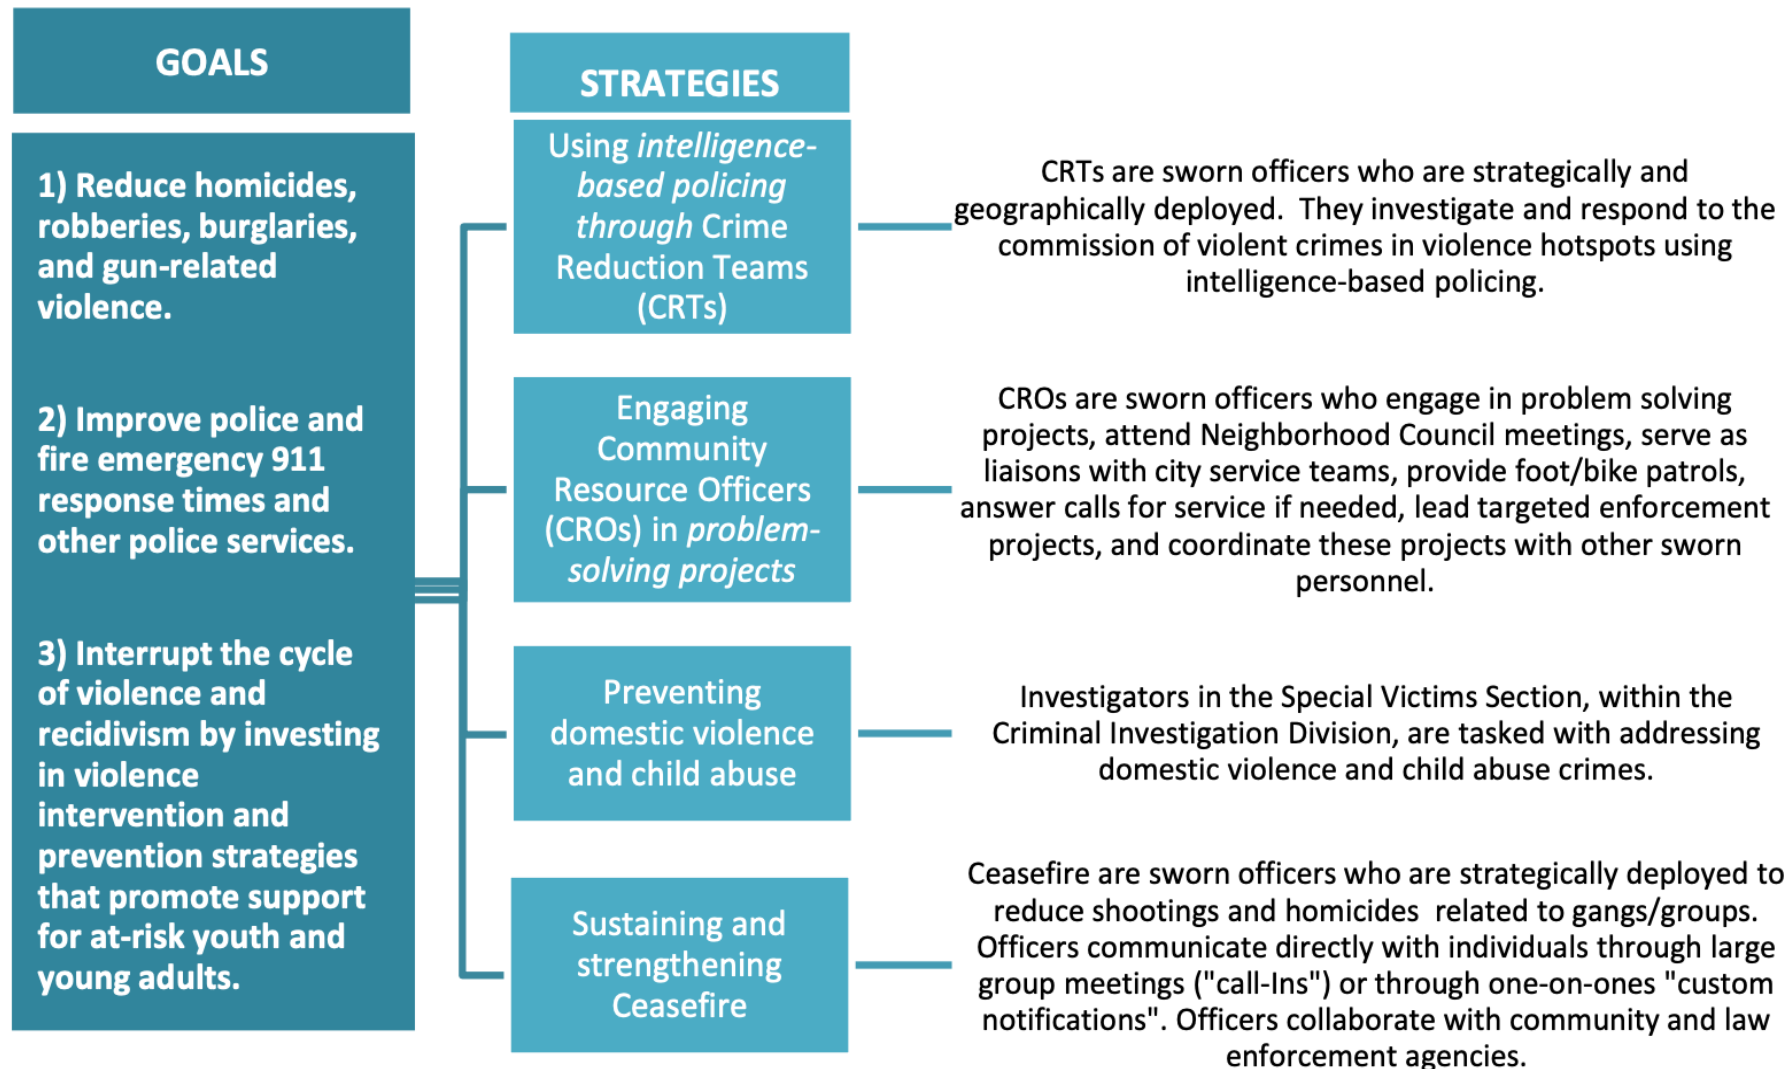 GOALS
1) Reduce homicides,
robberies, burglaries,
and gun-related
violence.
2) Improve police and
fire emergency 911
response times and
other police services.
3) Interrupt the cycle
of violence and
recidivism by investing
in violence
intervention and
prevention strategies
that promote support
for at-risk youth and
young adults.
STRATEGIES
Using intelligence-
based policing
through Crime
Reduction Teams
(CRTs)
CRTs are sworn officers who are strategically and
geographically deployed.  They investigate and respond to the
commission of violent crimes in violence hotspots using
intelligence-based policing.
Engaging
Community
Resource Officers
(CROs) in problem-
solving projects
CROs are sworn officers who engage in problem solving
projects, attend Neighborhood Council meetings, serve as
liaisons with city service teams, provide foot/bike patrols,
answer calls for service if needed, lead targeted enforcement
projects, and coordinate these projects with other sworn
personnel.
Preventing
domestic violence
and child abuse
Investigators in the Special Victims Section, within the
Criminal Investigation Division, are tasked with addressing
domestic violence and child abuse crimes.
Sustaining and
strengthening
Ceasefire
Ceasefire are sworn officers who are strategically deployed to
reduce shootings and homicides  related to gangs/groups.
Officers communicate directly with individuals through large
group meetings ("call-Ins") or through one-on-ones "custom
notifications". Officers collaborate with community and law
enforcement agencies.